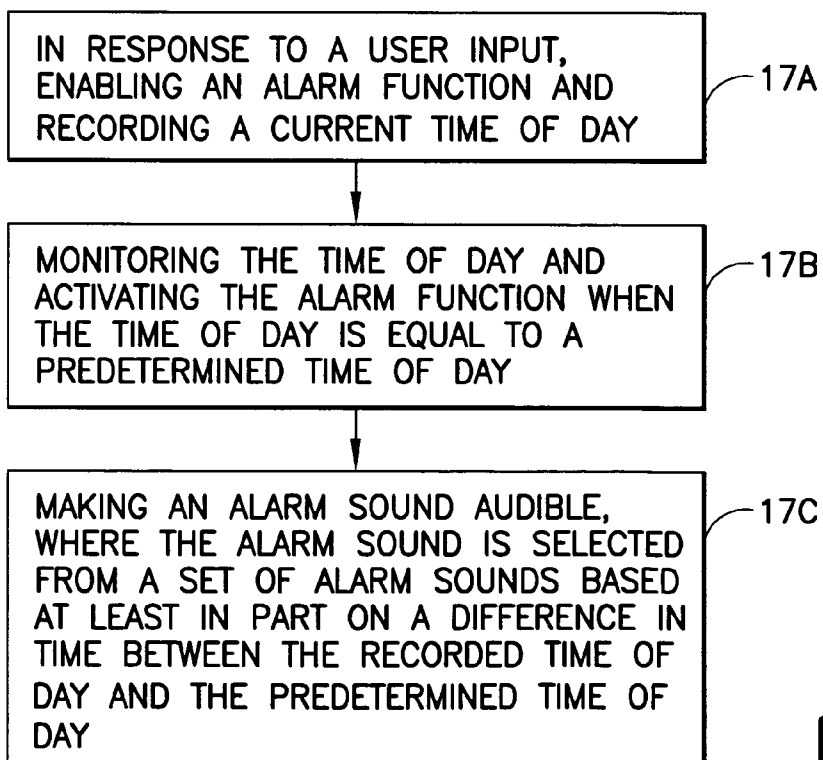 IN RESPONSE TO A USER INPUT,
ENABLING AN ALARM FUNCTION AND
RECORDING A CURRENT TIME OF DAY
17A
MONITORING THE TIME OF DAY AND
ACTIVATING THE ALARM FUNCTION WHEN
THE TIME OF DAY IS EQUAL TO A
PREDETERMINED TIME OF DAY
17B
MAKING AN ALARM SOUND AUDIBLE,
WHERE THE ALARM SOUND IS SELECTED
FROM A SET OF ALARM SOUNDS BASED
AT LEAST IN PART ON A DIFFERENCE IN
TIME BETWEEN THE RECORDED TIME OF
DAY AND THE PREDETERMINED TIME OF
DAY
17C